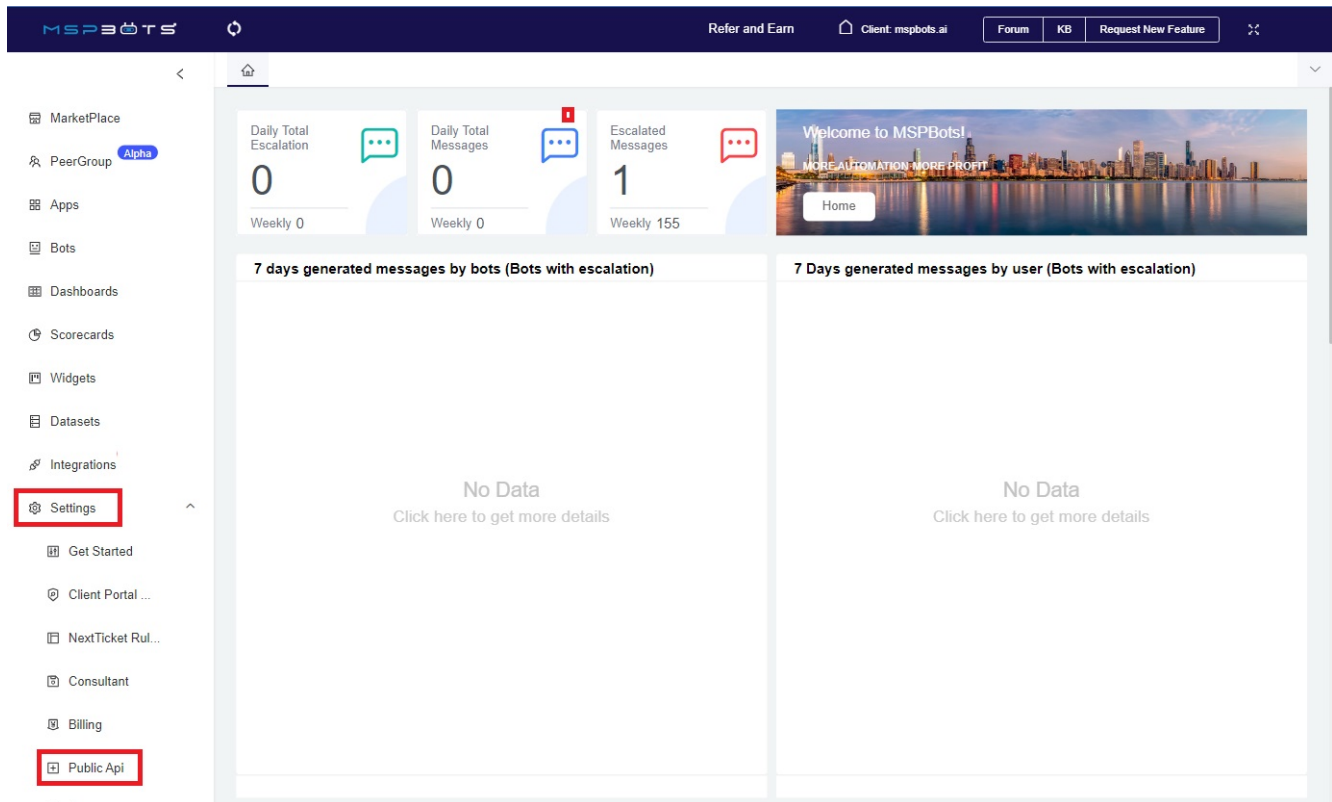 MSPBOTS
Refer and Earn
Client: mspbots.ai
Forum
KB
Request New Feature
MarketPlace
PeerGroup
Alpha
Apps
Bots
Dashboards
Scorecards
Widgets
Datasets
Integrations
Settings
Get Started
Client Portal ...
NextTicket Rul...
Consultant
Billing
Public Api
Daily Total
Escalation
0
Weekly 0
Daily Total
Messages
0
Weekly 0
Escalated
Messages
1
Weekly 155
Welcome to MSPBots!
MORE AUTOMATION MORE PROFIT
Home
7 days generated messages by bots (Bots with escalation)
No Data
Click here to get more details
7 Days generated messages by user (Bots with escalation)
No Data
Click here to get more details